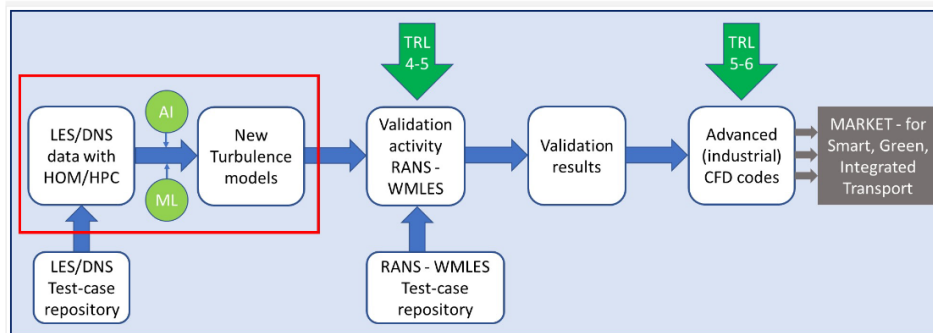 TRL
4-5
TRL
5-6
LES/DNS
data with
HOM/HPC
AI
ML
New
Turbulence
models
Validation
activity
RANS -
WMLES
Validation
results
Advanced
(industrial)
CFD codes
MARKET - for
Smart, Green,
Integrated
Transport
LES/DNS
Test-case
repository
RANS - WMLES
Test-case
repository